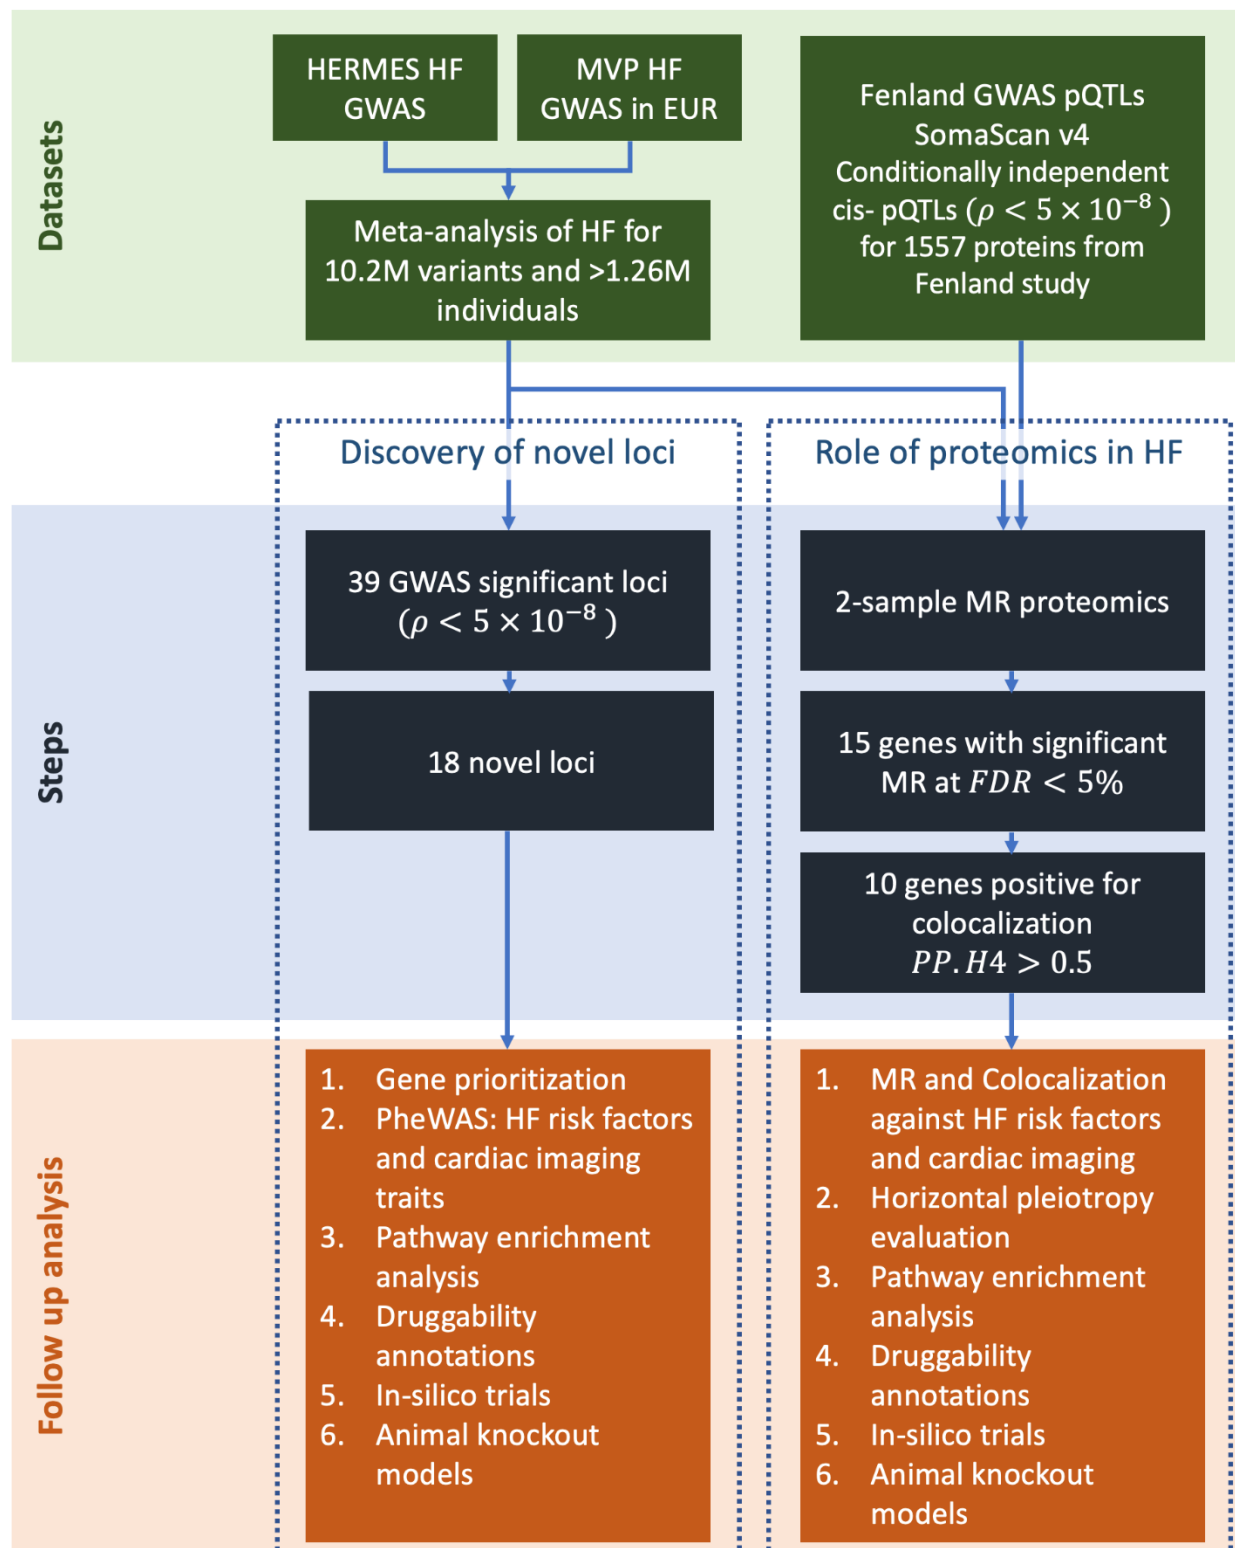 Datasets
HERMES HF
GWAS
MVP HF
GWAS in EUR
Meta-analysis of HF for
10.2M variants and >1.26M
individuals
Fenland GWAS pQTLs
SomaScan v4
Conditionally independent
cis- pQTLs (ρ < 5 × 10⁻⁸ )
for 1557 proteins from
Fenland study
Discovery of novel loci
Role of proteomics in HF
Steps
39 GWAS significant loci
(ρ < 5 × 10⁻⁸ )
18 novel loci
2-sample MR proteomics
15 genes with significant
MR at FDR < 5%
10 genes positive for
colocalization
PP.H4 > 0.5
Follow up analysis
1. Gene prioritization
2. PheWAS: HF risk factors
and cardiac imaging
traits
3. Pathway enrichment
analysis
4. Druggability
annotations
5. In-silico trials
6. Animal knockout
models
1. MR and Colocalization
against HF risk factors
and cardiac imaging
2. Horizontal pleiotropy
evaluation
3. Pathway enrichment
analysis
4. Druggability
annotations
5. In-silico trials
6. Animal knockout
models